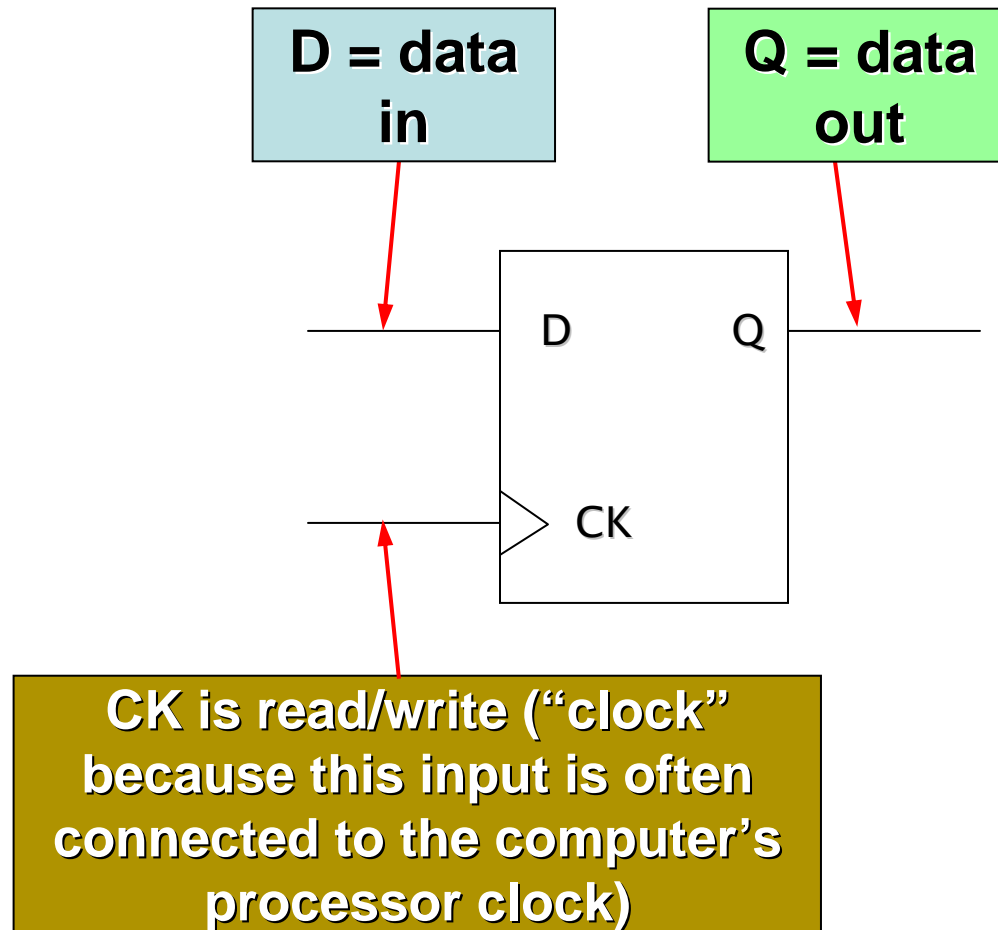 D = data
in
Q = data
out
D
Q
CK
CK is read/write (“clock”
because this input is often
connected to the computer’s
processor clock)